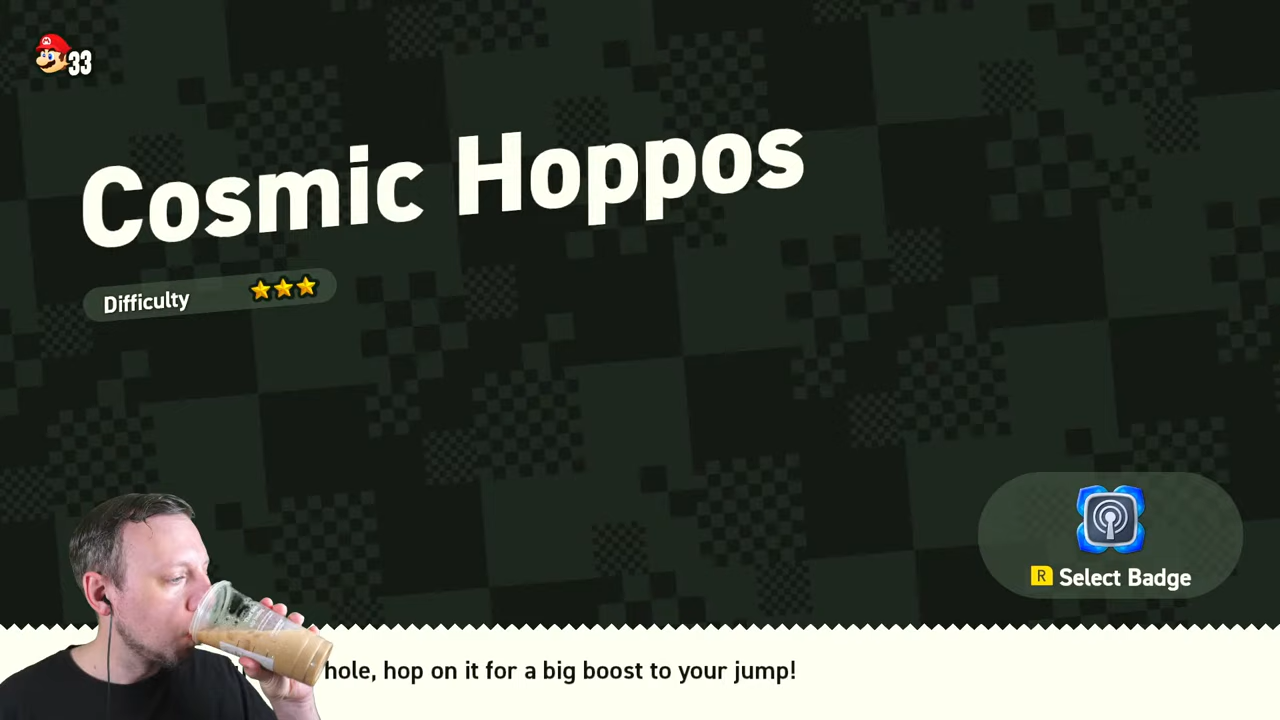 33
Cosmic Hoppos
Difficulty
R Select Badge
hole, hop on it for a big boost to your jump!